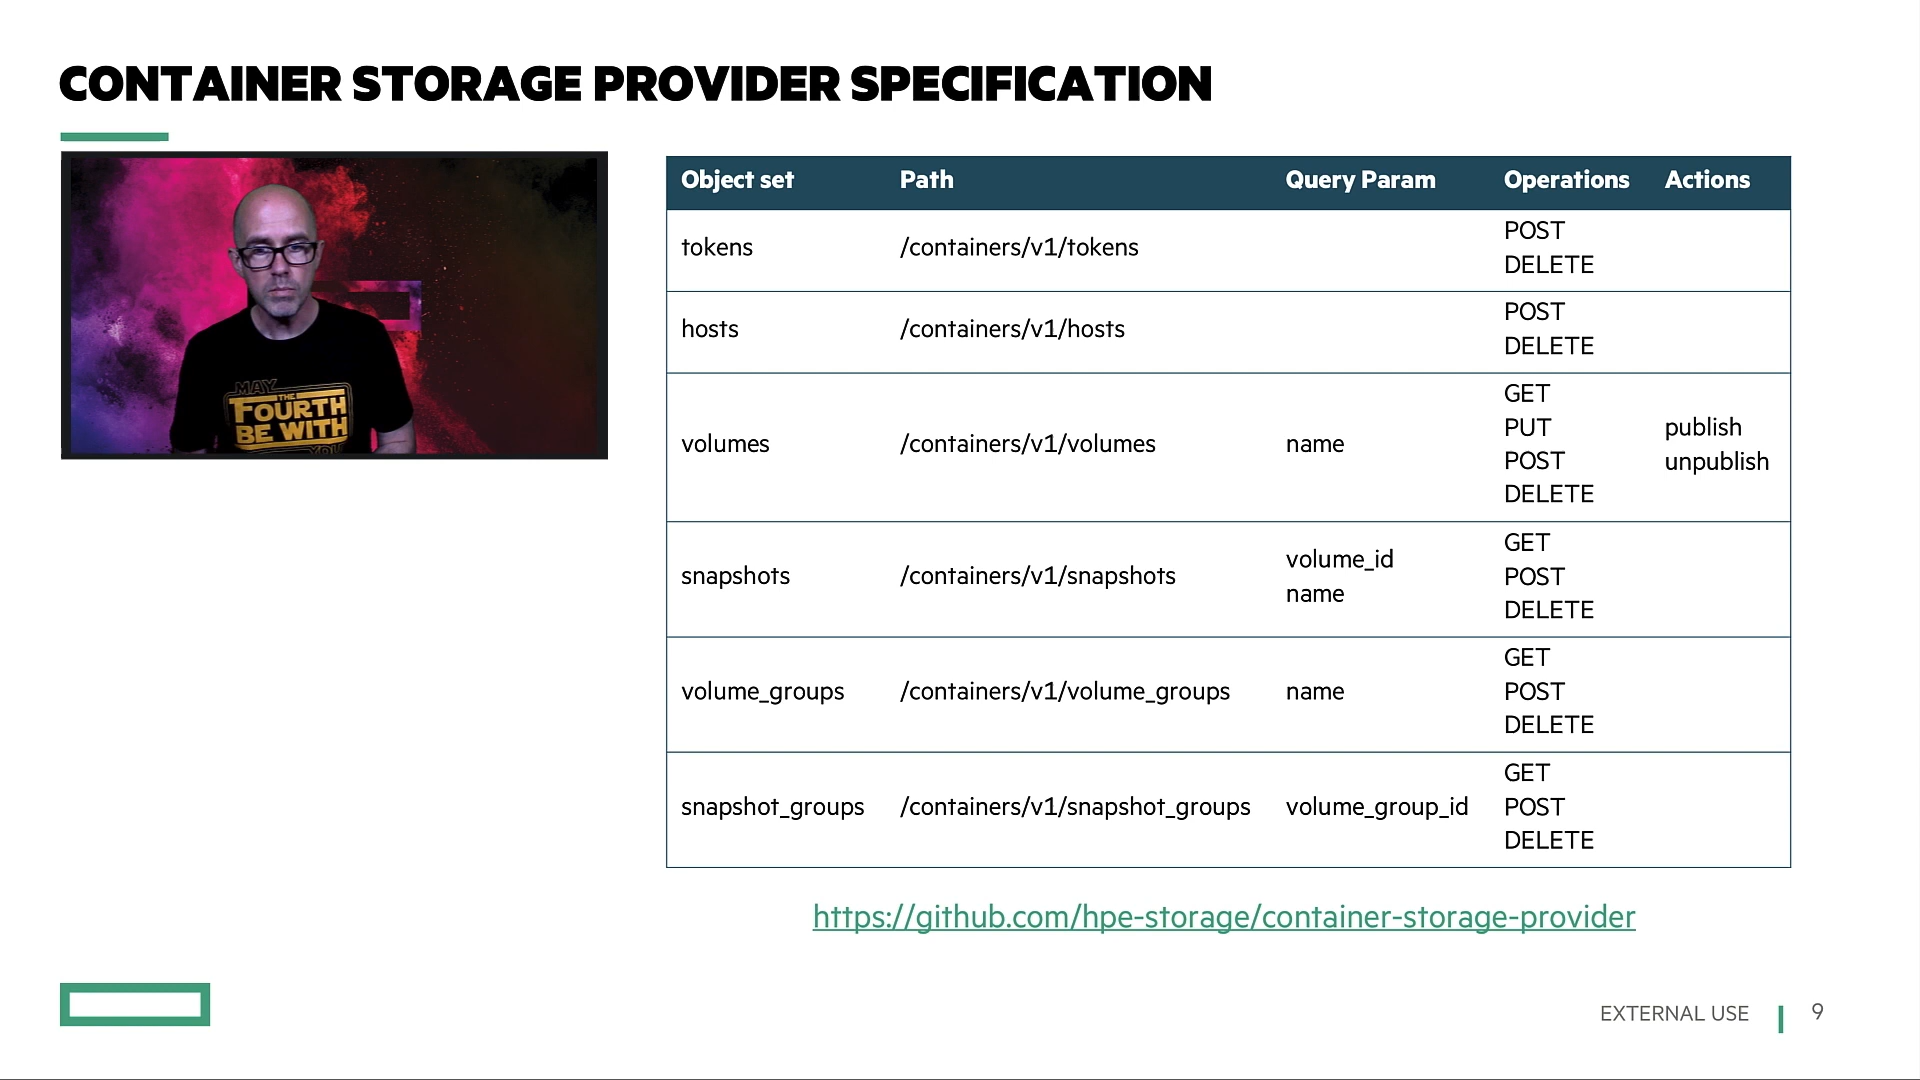 CONTAINER STORAGE PROVIDER SPECIFICATION
MAY
THE
FOURTH
BE WITH
YOU
Object set Path Query Param Operations Actions
tokens /containers/v1/tokens POST
DELETE
hosts /containers/v1/hosts POST
DELETE
volumes /containers/v1/volumes name GET
PUT
POST
DELETE
publish
unpublish
snapshots /containers/v1/snapshots volume_id
name
GET
POST
DELETE
volume_groups /containers/v1/volume_groups name GET
POST
DELETE
snapshot_groups /containers/v1/snapshot_groups volume_group_id GET
POST
DELETE
https://github.com/hpe-storage/container-storage-provider
EXTERNAL USE 9